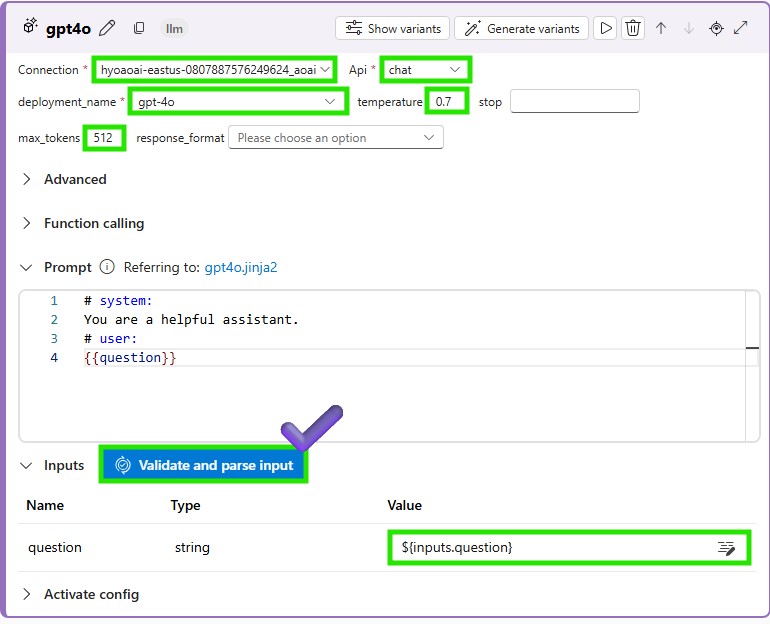 gpt4o llm Show variants Generate variants
Connection * hyoaoai-eastus-0807887576249624_aoai Api * chat
deployment_name * gpt-4o temperature 0.7 stop
max_tokens 512 response_format Please choose an option
Advanced
Function calling
Prompt Referring to: gpt4o.jinja2
1 # system:
2 You are a helpful assistant.
3 # user:
4 {{question}}
Inputs Validate and parse input
Name Type Value
question string ${inputs.question}
Activate config